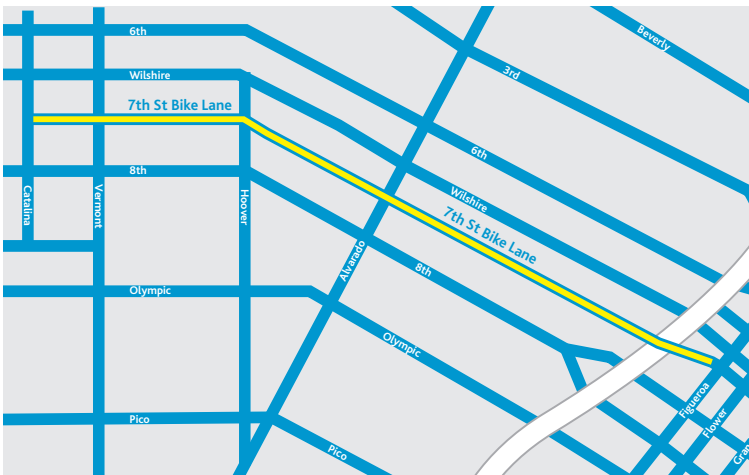 6th
Beverly
3rd
Wilshire
7th St Bike Lane
6th
8th
Catalina
Vermont
Hoover
Wilshire
7th St Bike Lane
Alvarado
8th
Olympic
Olympic
Figueroa
Flower
Pico
Pico